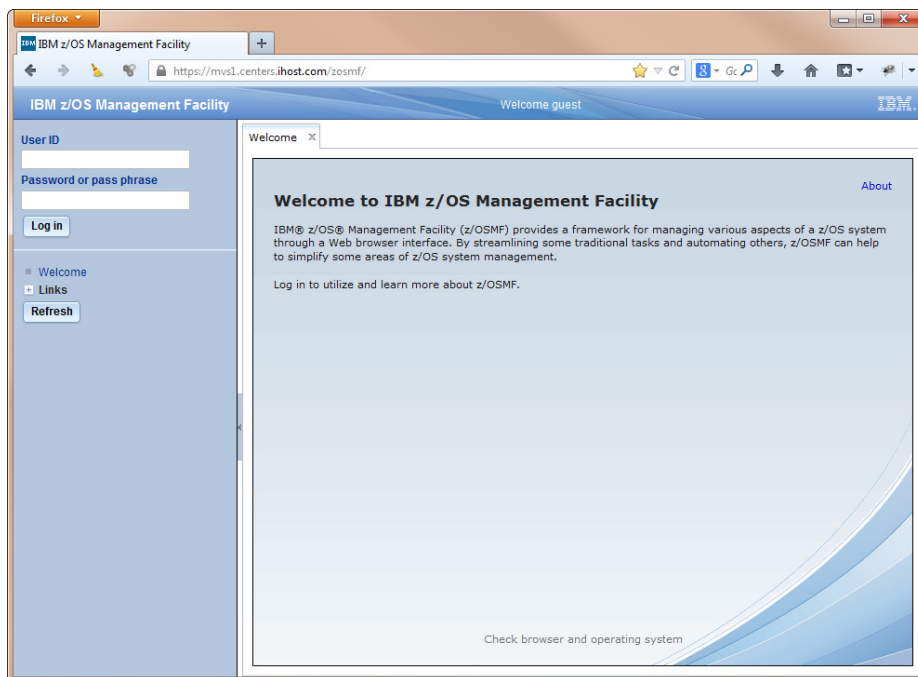 Firefox
IBM IBM z/OS Management Facility
https://mvs1.centers.ihost.com/zosmf/
8
IBM z/OS Management Facility
Welcome guest
IBM.
User ID
Password or pass phrase
Log in
Welcome
Links
Refresh
Welcome x
About
Welcome to IBM z/OS Management Facility
IBM® z/OS® Management Facility (z/OSMF) provides a framework for managing various aspects of a z/OS system
through a Web browser interface. By streamlining some traditional tasks and automating others, z/OSMF can help
to simplify some areas of z/OS system management.
Log in to utilize and learn more about z/OSMF.
Check browser and operating system